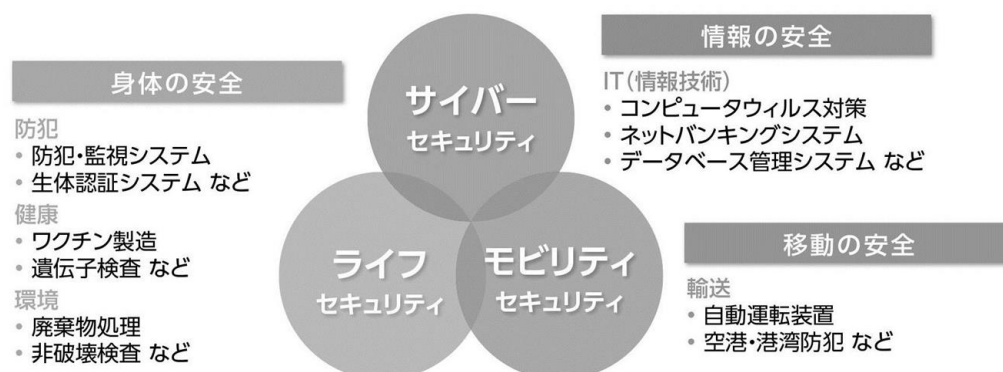 身体の安全
防犯
• 防犯・監視システム
• 生体認証システム など
健康
• ワクチン製造
• 遺伝子検査 など
環境
• 廃棄物処理
• 非破壊検査 など
サイバー
セキュリティ
ライフ
セキュリティ
モビリティ
セキュリティ
情報の安全
IT(情報技術)
• コンピュータウィルス対策
• ネットバンキングシステム
• データベース管理システム など
移動の安全
輸送
• 自動運転装置
• 空港・港湾防犯 など